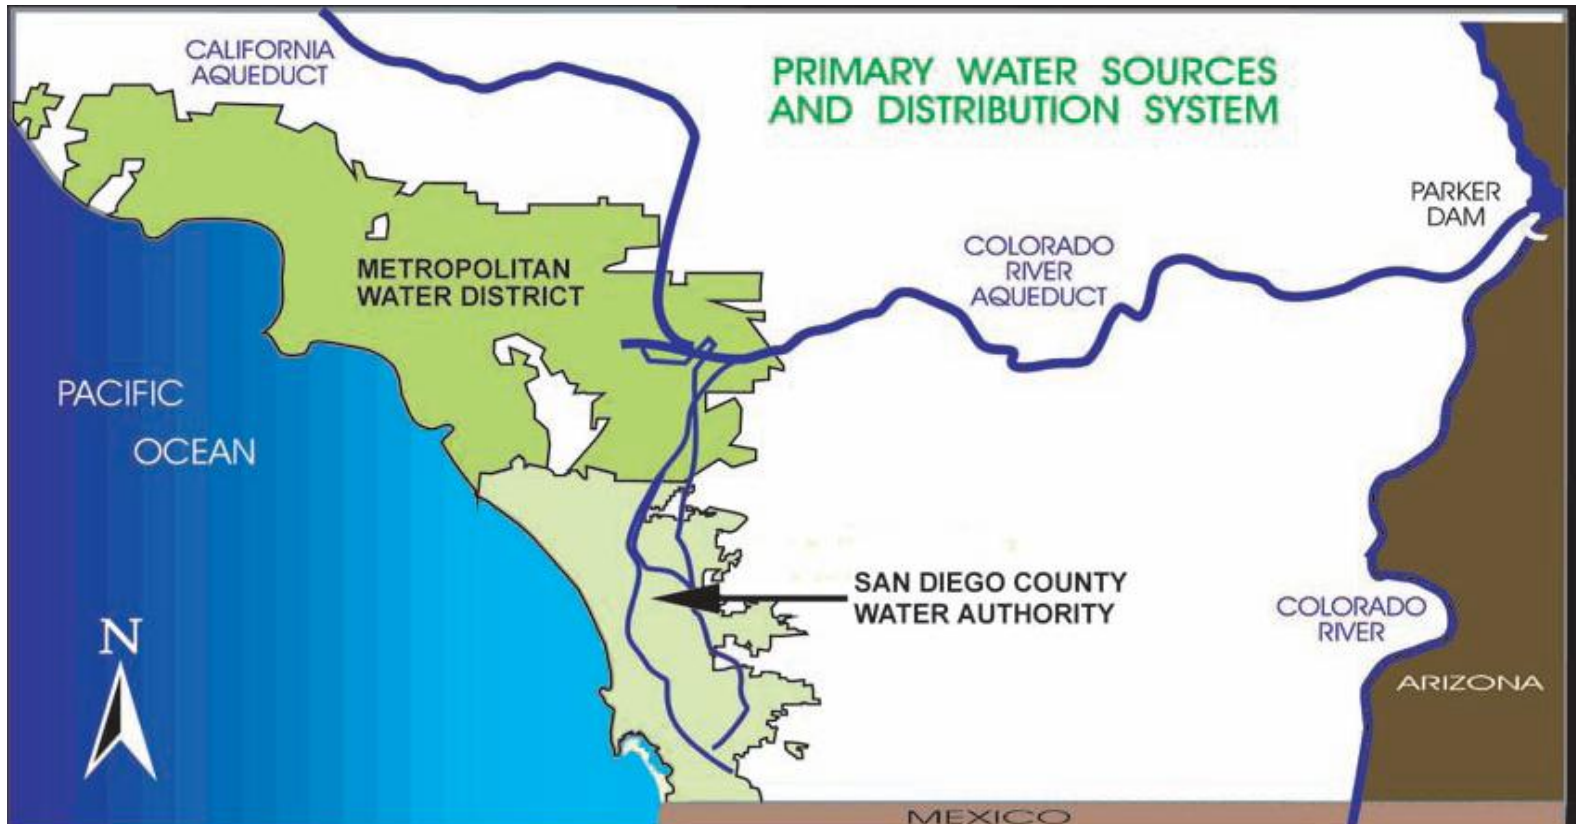 CALIFORNIA
AQUEDUCT
PRIMARY WATER SOURCES
AND DISTRIBUTION SYSTEM
PARKER
DAM
COLORADO
RIVER
AQUEDUCT
METROPOLITAN
WATER DISTRICT
PACIFIC
OCEAN
SAN DIEGO COUNTY
WATER AUTHORITY
COLORADO
RIVER
N
ARIZONA
MEXICO